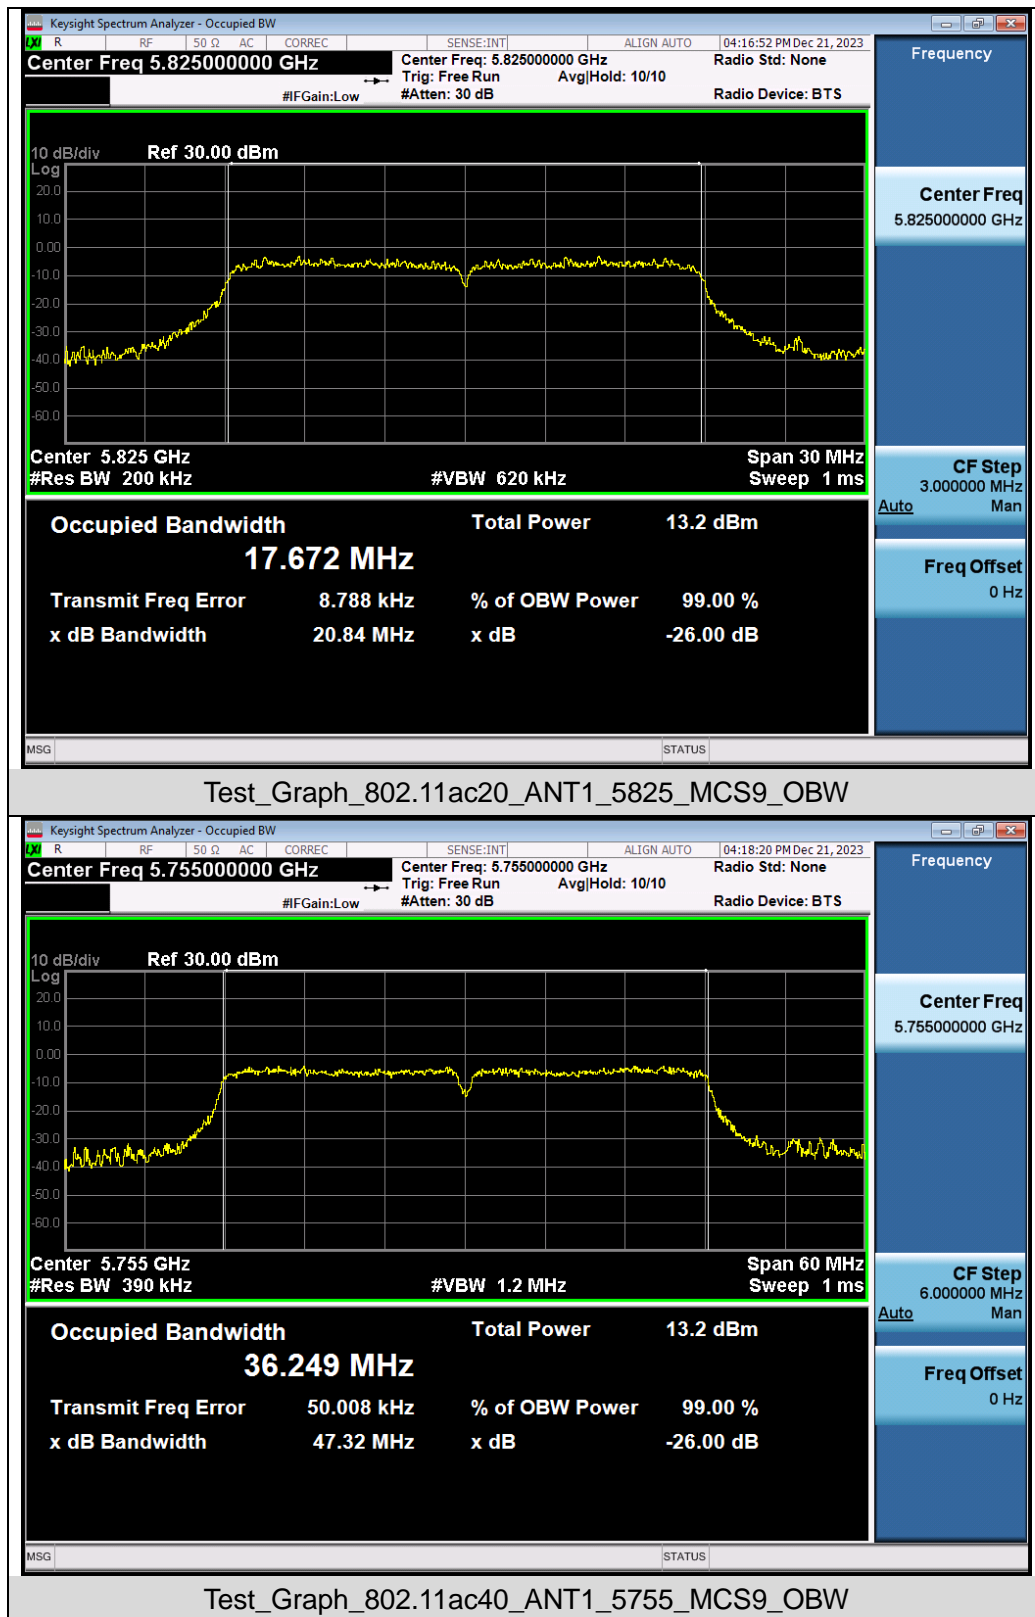 Keysight Spectrum Analyzer - Occupied BW
LXI R RF 50 Ω AC CORREC SENSE:INT ALIGN AUTO 04:16:52 PM Dec 21, 2023
Center Freq 5.825000000 GHz
Center Freq: 5.825000000 GHz Radio Std: None
Trig: Free Run Avg|Hold: 10/10
#IFGain:Low #Atten: 30 dB Radio Device: BTS
10 dB/div Ref 30.00 dBm
Log
20.0
10.0
0.00
-10.0
-20.0
-30.0
-40.0
-50.0
-60.0
Center 5.825 GHz Span 30 MHz
#Res BW 200 kHz #VBW 620 kHz Sweep 1 ms
Occupied Bandwidth Total Power 13.2 dBm
17.672 MHz
Transmit Freq Error 8.788 kHz % of OBW Power 99.00 %
x dB Bandwidth 20.84 MHz x dB -26.00 dB
MSG STATUS
Frequency
Center Freq
5.825000000 GHz
CF Step
3.000000 MHz
Auto Man
Freq Offset
0 Hz
Test_Graph_802.11ac20_ANT1_5825_MCS9_OBW
Keysight Spectrum Analyzer - Occupied BW
LXI R RF 50 Ω AC CORREC SENSE:INT ALIGN AUTO 04:18:20 PM Dec 21, 2023
Center Freq 5.755000000 GHz
Center Freq: 5.755000000 GHz Radio Std: None
Trig: Free Run Avg|Hold: 10/10
#IFGain:Low #Atten: 30 dB Radio Device: BTS
10 dB/div Ref 30.00 dBm
Log
20.0
10.0
0.00
-10.0
-20.0
-30.0
-40.0
-50.0
-60.0
Center 5.755 GHz Span 60 MHz
#Res BW 390 kHz #VBW 1.2 MHz Sweep 1 ms
Occupied Bandwidth Total Power 13.2 dBm
36.249 MHz
Transmit Freq Error 50.008 kHz % of OBW Power 99.00 %
x dB Bandwidth 47.32 MHz x dB -26.00 dB
MSG STATUS
Frequency
Center Freq
5.755000000 GHz
CF Step
6.000000 MHz
Auto Man
Freq Offset
0 Hz
Test_Graph_802.11ac40_ANT1_5755_MCS9_OBW